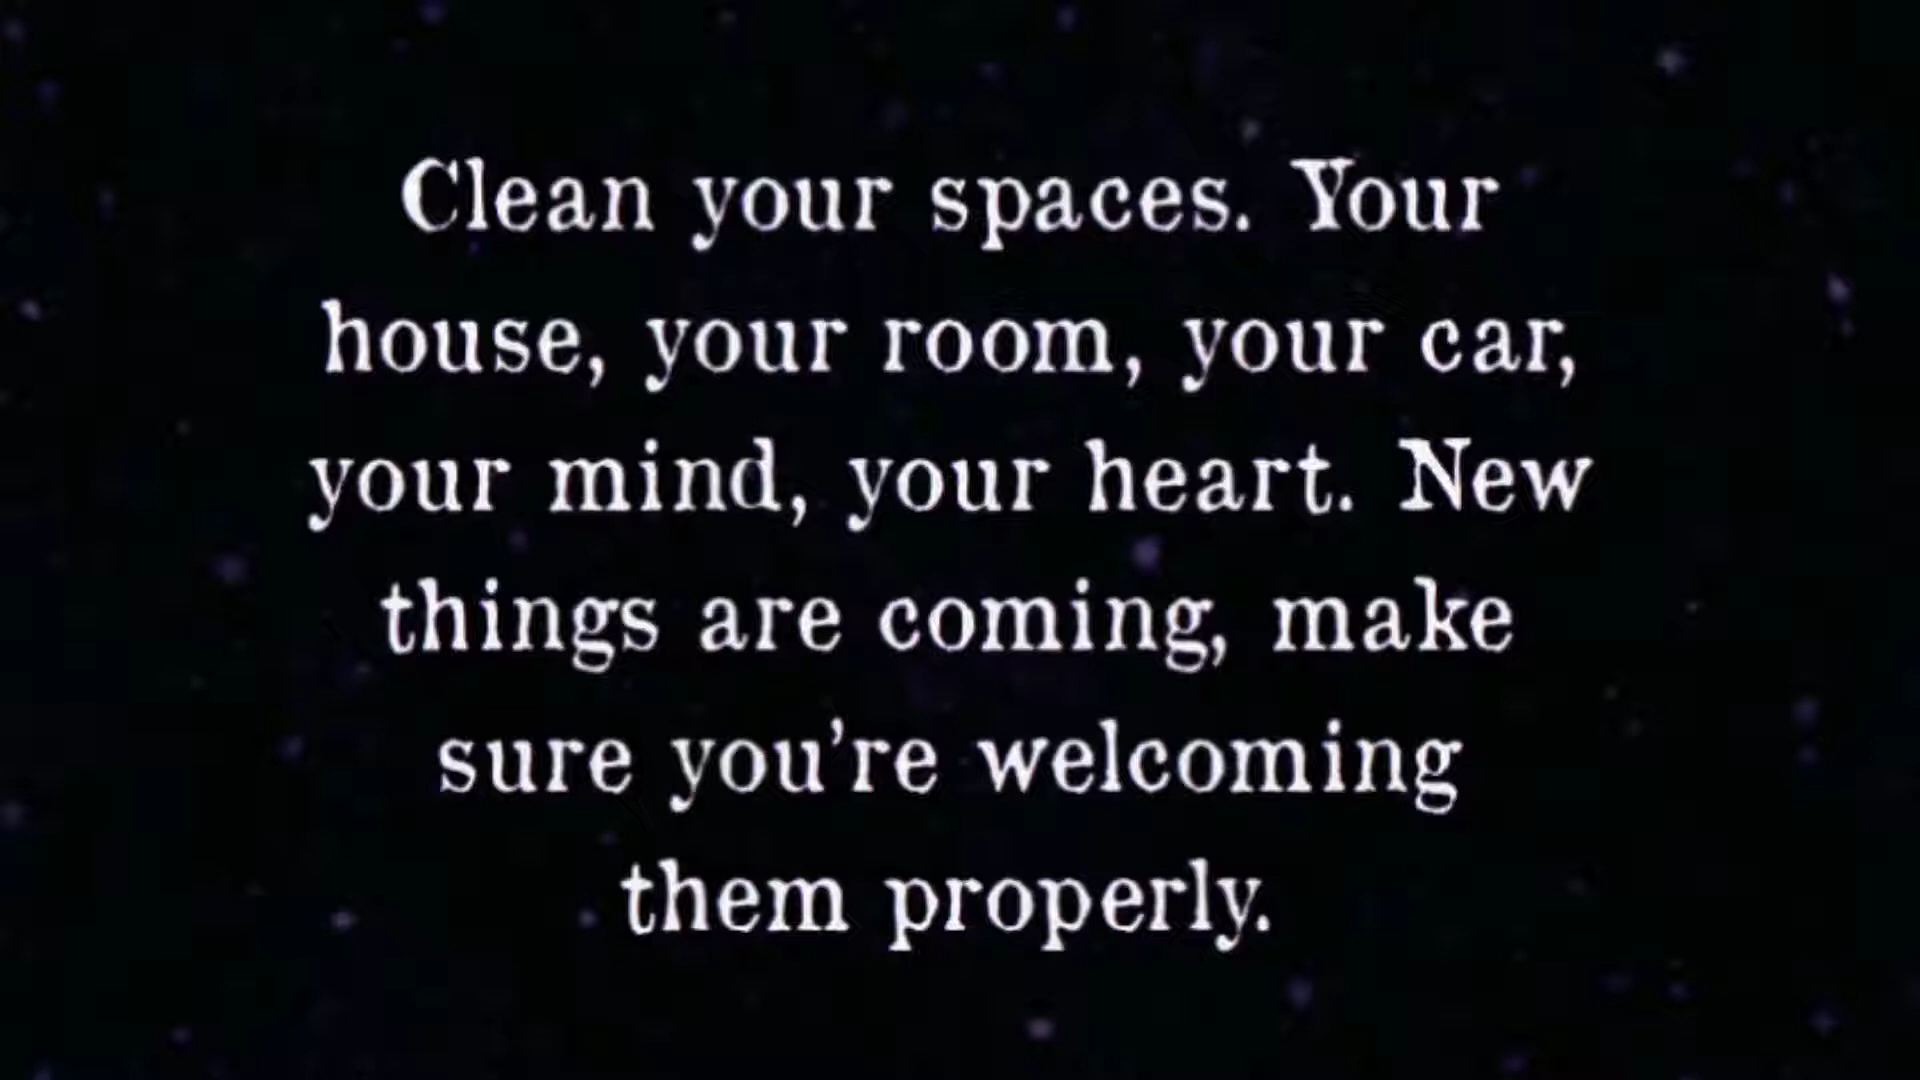 Clean your spaces. Your
house, your room, your car,
your mind, your heart. New
things are coming, make
sure you're welcoming
them properly.